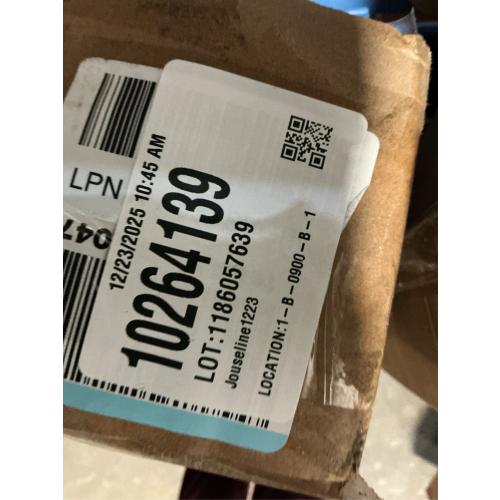 12/23/2025 10:45 AM
10264139
LOT:1186057639
Jouseline1223
LOCATION:1-B-0900-B-1
LPN
047